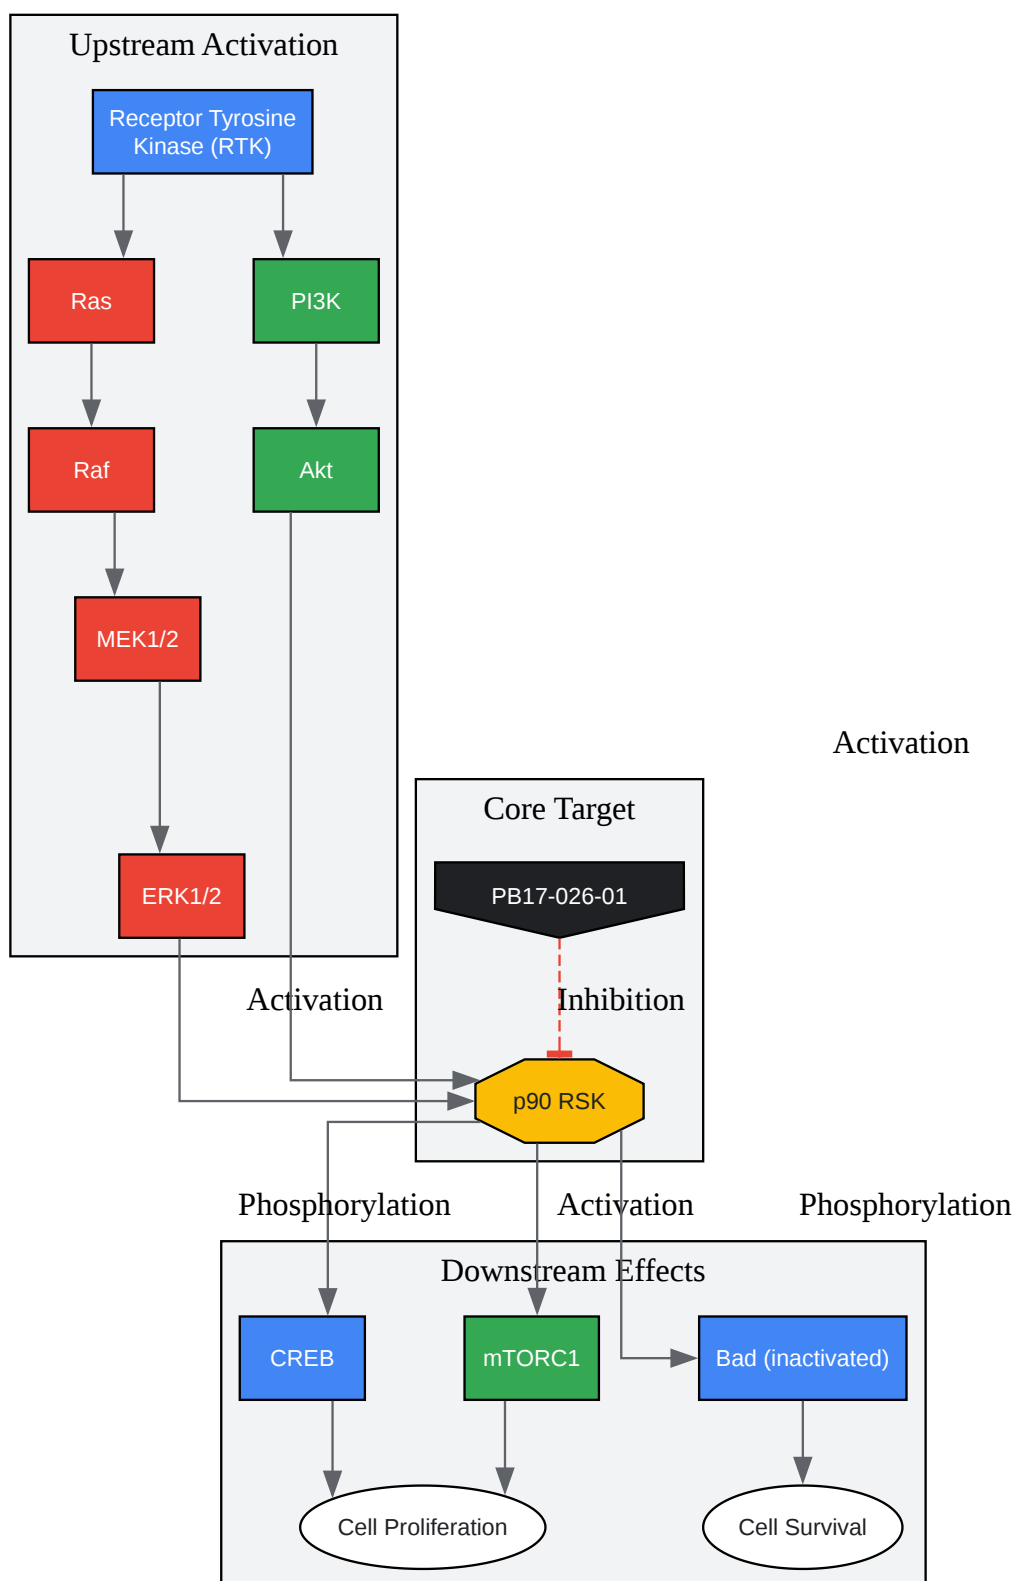 Upstream Activation
Receptor Tyrosine
Kinase (RTK)
Ras
PI3K
Raf
Akt
MEK1/2
Activation
Core Target
PB17-026-01
ERK1/2
Activation
Inhibition
p90 RSK
Phosphorylation
Activation
Phosphorylation
Downstream Effects
CREB
mTORC1
Bad (inactivated)
Cell Proliferation
Cell Survival